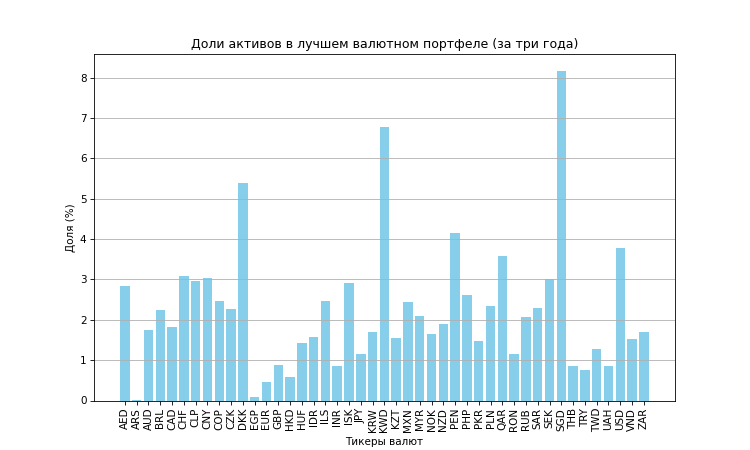 Доли активов в лучшем валютном портфеле (за три года)
Доля (%)
8
7
6
5
4
3
2
1
0
AED ARS AUD BRL CAD CHF CLP CNY COP CZK DKK EGP EUR GBP HKD HUF IDR ILS INR ISK JPY KRW KWD KZT MXN MYR NOK NZD PEN PHP PKR PLN QAR RON RUB SAR SEK SGD THB TRY TWD UAH USD VND ZAR
Тикеры валют